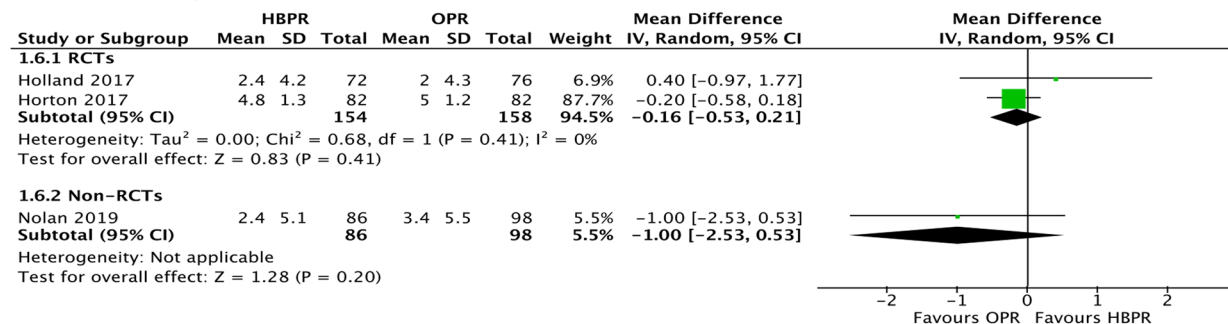 HBPR OPR Mean Difference Mean Difference
Study or Subgroup Mean SD Total Mean SD Total Weight IV, Random, 95% CI IV, Random, 95% CI
1.6.1 RCTs
Holland 2017 2.4 4.2 72 2 4.3 76 6.9% 0.40 [−0.97, 1.77]
Horton 2017 4.8 1.3 82 5 1.2 82 87.7% −0.20 [−0.58, 0.18]
Subtotal (95% CI) 154 158 94.5% −0.16 [−0.53, 0.21]
Heterogeneity: Tau² = 0.00; Chi² = 0.68, df = 1 (P = 0.41); I² = 0%
Test for overall effect: Z = 0.83 (P = 0.41)
1.6.2 Non−RCTs
Nolan 2019 2.4 5.1 86 3.4 5.5 98 5.5% −1.00 [−2.53, 0.53]
Subtotal (95% CI) 86 98 5.5% −1.00 [−2.53, 0.53]
Heterogeneity: Not applicable
Test for overall effect: Z = 1.28 (P = 0.20)
−2 −1 0 1 2
Favours OPR Favours HBPR